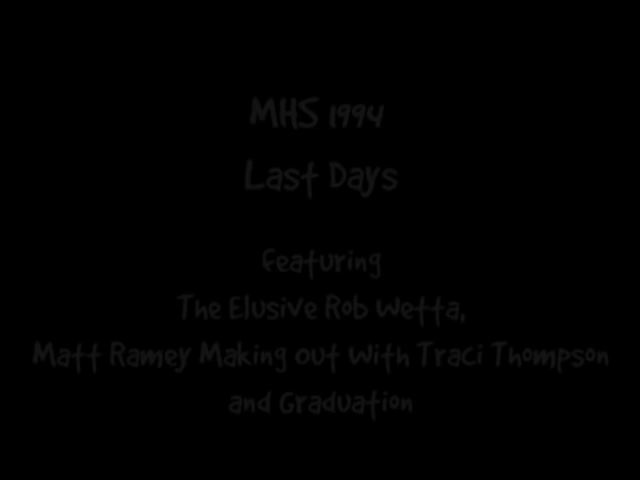 MHS 1994
Last Days
Featuring
The Elusive Rob Wetta,
Matt Ramey Making out with Traci Thompson
and Graduation